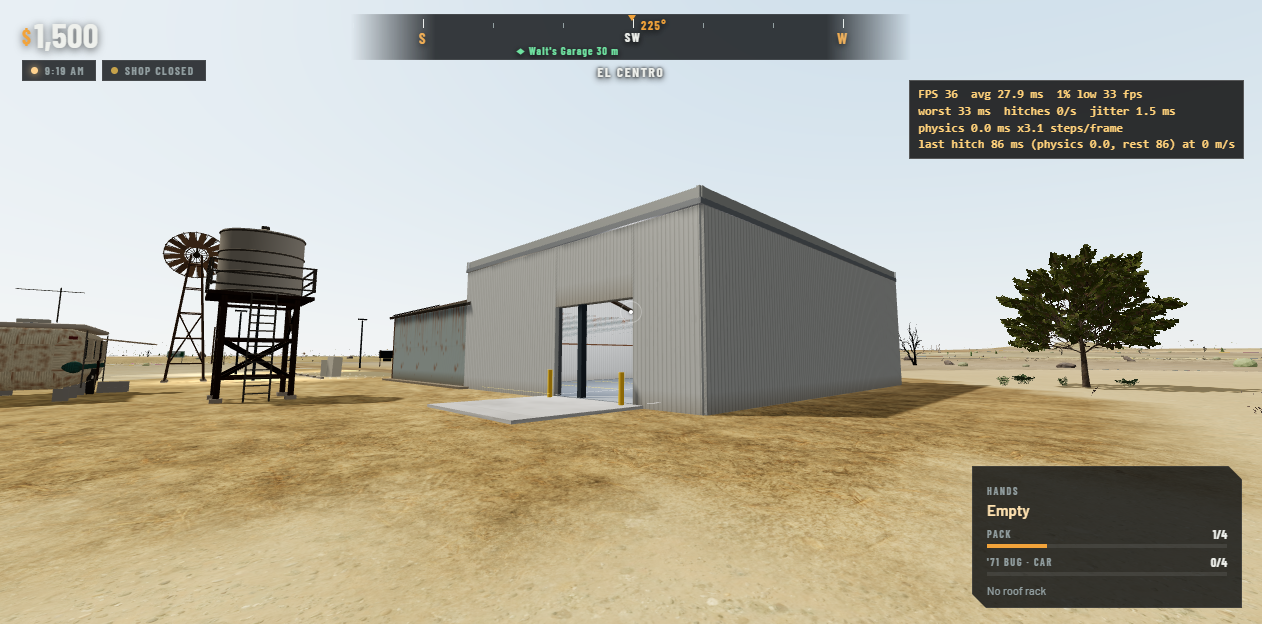 $1,500
9:19 AM
SHOP CLOSED
S
225°
SW
W
Walt's Garage 30 m
EL CENTRO
FPS 36 avg 27.9 ms 1% low 33 fps
worst 33 ms hitches 0/s jitter 1.5 ms
physics 0.0 ms x3.1 steps/frame
last hitch 86 ms (physics 0.0, rest 86) at 0 m/s
HANDS
Empty
PACK 1/4
'71 BUG - CAR 0/4
No roof rack